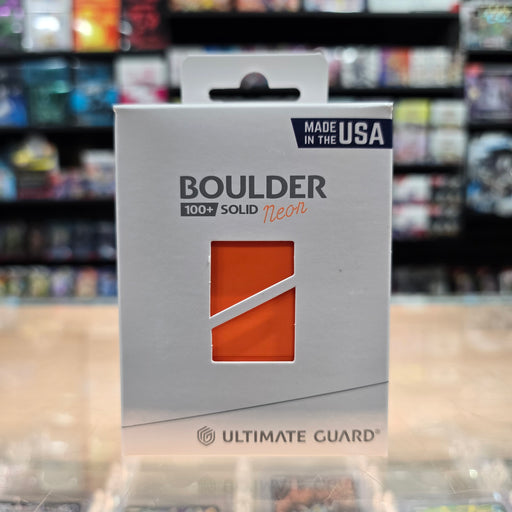 MADE
IN THE USA
BOULDER
100+ SOLID Neon
ULTIMATE GUARD®